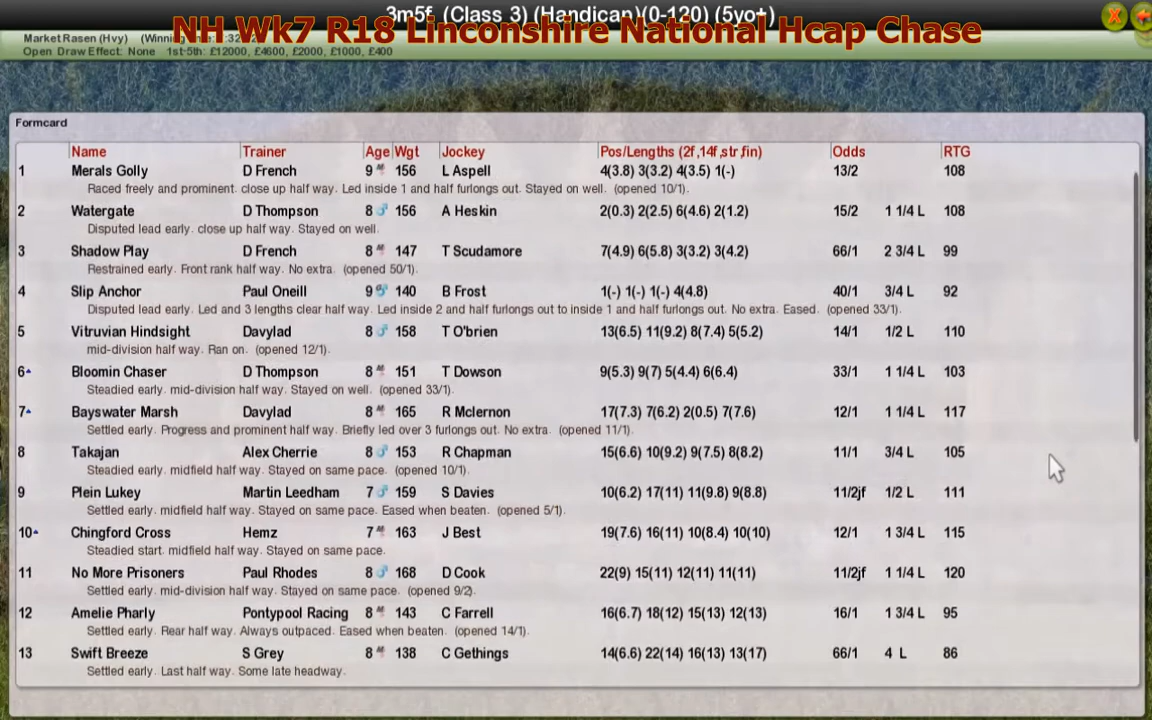 3m5f, (Class 3) (Handicap)(0-120) (5yo+)
NH Wk7 R18 Linconshire National Hcap Chase
MarketRasen (Hvy) (Winning
Open Draw Effect: None 1st-5th: £12000, £4600, £2000, £1000, £400
Formcard
Name Trainer Age Wgt Jockey Pos/Lengths (2f,14f,str,fin) Odds RTG
1 Merals Golly D French 9 156 L Aspell 4(3.8) 3(3.2) 4(3.5) 1(-) 13/2 108
Raced freely and prominent. close up half way. Led inside 1 and half furlongs out. Stayed on well. (opened 10/1).
2 Watergate D Thompson 8 156 A Heskin 2(0.3) 2(2.5) 6(4.6) 2(1.2) 15/2 1 1/4 L 108
Disputed lead early. close up half way. Stayed on well.
3 Shadow Play D French 8 147 T Scudamore 7(4.9) 6(5.8) 3(3.2) 3(4.2) 66/1 2 3/4 L 99
Restrained early. Front rank half way. No extra. (opened 50/1).
4 Slip Anchor Paul Oneill 9 140 B Frost 1(-) 1(-) 1(-) 4(4.8) 40/1 3/4 L 92
Disputed lead early. Led and 3 lengths clear half way. Led inside 2 and half furlongs out to inside 1 and half furlongs out. No extra. Eased. (opened 33/1).
5 Vitruvian Hindsight Davylad 8 158 T O'brien 13(6.5) 11(9.2) 8(7.4) 5(5.2) 14/1 1/2 L 110
mid-division half way. Ran on. (opened 12/1).
6 Bloomin Chaser D Thompson 8 151 T Dowson 9(5.3) 9(7) 5(4.4) 6(6.4) 33/1 1 1/4 L 103
Steadied early. mid-division half way. Stayed on well. (opened 33/1).
7 Bayswater Marsh Davylad 8 165 R Mclernon 17(7.3) 7(6.2) 2(0.5) 7(7.6) 12/1 1 1/4 L 117
Settled early. Progress and prominent half way. Briefly led over 3 furlongs out. No extra. (opened 11/1).
8 Takajan Alex Cherrie 8 153 R Chapman 15(6.6) 10(9.2) 9(7.5) 8(8.2) 11/1 3/4 L 105
Steadied early. midfield half way. Stayed on same pace. (opened 10/1).
9 Plein Lukey Martin Leedham 7 159 S Davies 10(6.2) 17(11) 11(9.8) 9(8.8) 11/2jf 1/2 L 111
Settled early. midfield half way. Stayed on same pace. Eased when beaten. (opened 5/1).
10 Chingford Cross Hemz 7 163 J Best 19(7.6) 16(11) 10(8.4) 10(10) 12/1 1 3/4 L 115
Steadied start. midfield half way. Stayed on same pace.
11 No More Prisoners Paul Rhodes 8 168 D Cook 22(9) 15(11) 12(11) 11(11) 11/2jf 1 1/4 L 120
Settled early. mid-division half way. Stayed on same pace. (opened 9/2).
12 Amelie Pharly Pontypool Racing 8 143 C Farrell 16(6.7) 18(12) 15(13) 12(13) 16/1 1 3/4 L 95
Settled early. Rear half way. Always outpaced. Eased when beaten. (opened 14/1).
13 Swift Breeze S Grey 8 138 C Gethings 14(6.6) 22(14) 16(13) 13(17) 66/1 4 L 86
Settled early. Last half way. Some late headway.